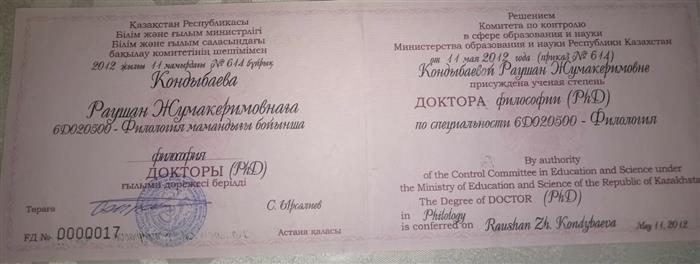 Қазақстан Республикасы
Білім және ғылым министрлігі
Білім және ғылым саласындағы
бақылау комитетінің шешімімен
2012 жылғы 11 мамырдағы № 614 бұйрық
Кондыбаева
Раушан Жумакеримовнаға
6D020500 - Филология мамандығы бойынша
философия
ДОКТОРЫ (PhD)
ғылыми дәрежесі берілді
Төраға
С. Ырсалиев
ҒД № 0000017
Астана қаласы
Решением
Комитета по контролю
в сфере образования и науки
Министерства образования и науки Республики Казахстан
от 11 мая 2012 года (приказ № 614)
Кондыбаевой Раушан Жумакеримовне
присуждена ученая степень
ДОКТОРА философии (PhD)
по специальности 6D020500 - Филология
By authority
of the Control Committee in Education and Science under
the Ministry of Education and Science of the Republic of Kazakhstan
The Degree of DOCTOR (PhD)
in Philology
is conferred on Raushan Zh. Kondybaeva
May 11, 2012